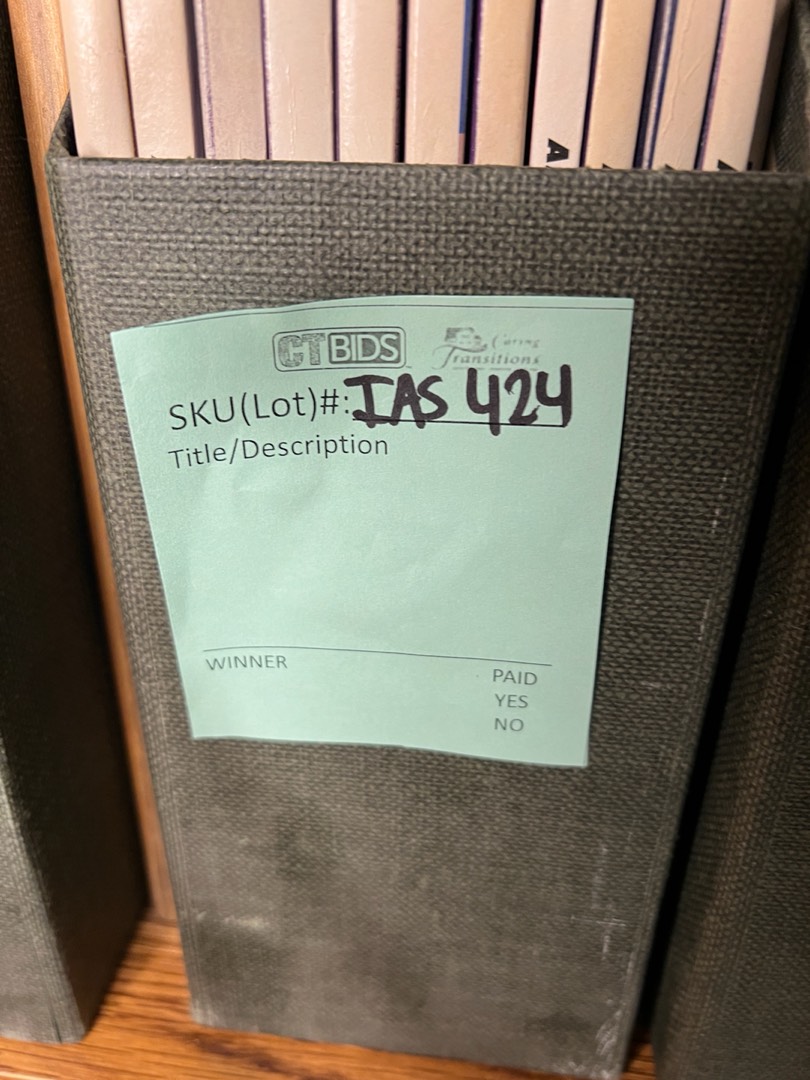 CTBIDS
Caring
Transitions
SKU(Lot)#: IAS 424
Title/Description
WINNER
PAID
YES
NO